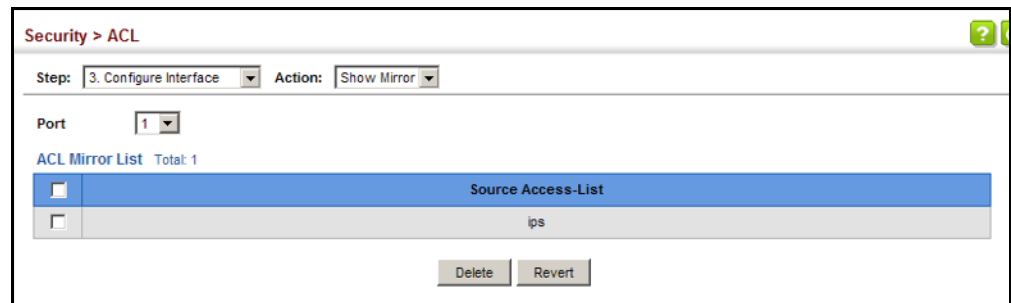 Security > ACL
?
Step: 3. Configure Interface Action: Show Mirror
Port 1
ACL Mirror List Total: 1
Source Access-List
ips
Delete Revert